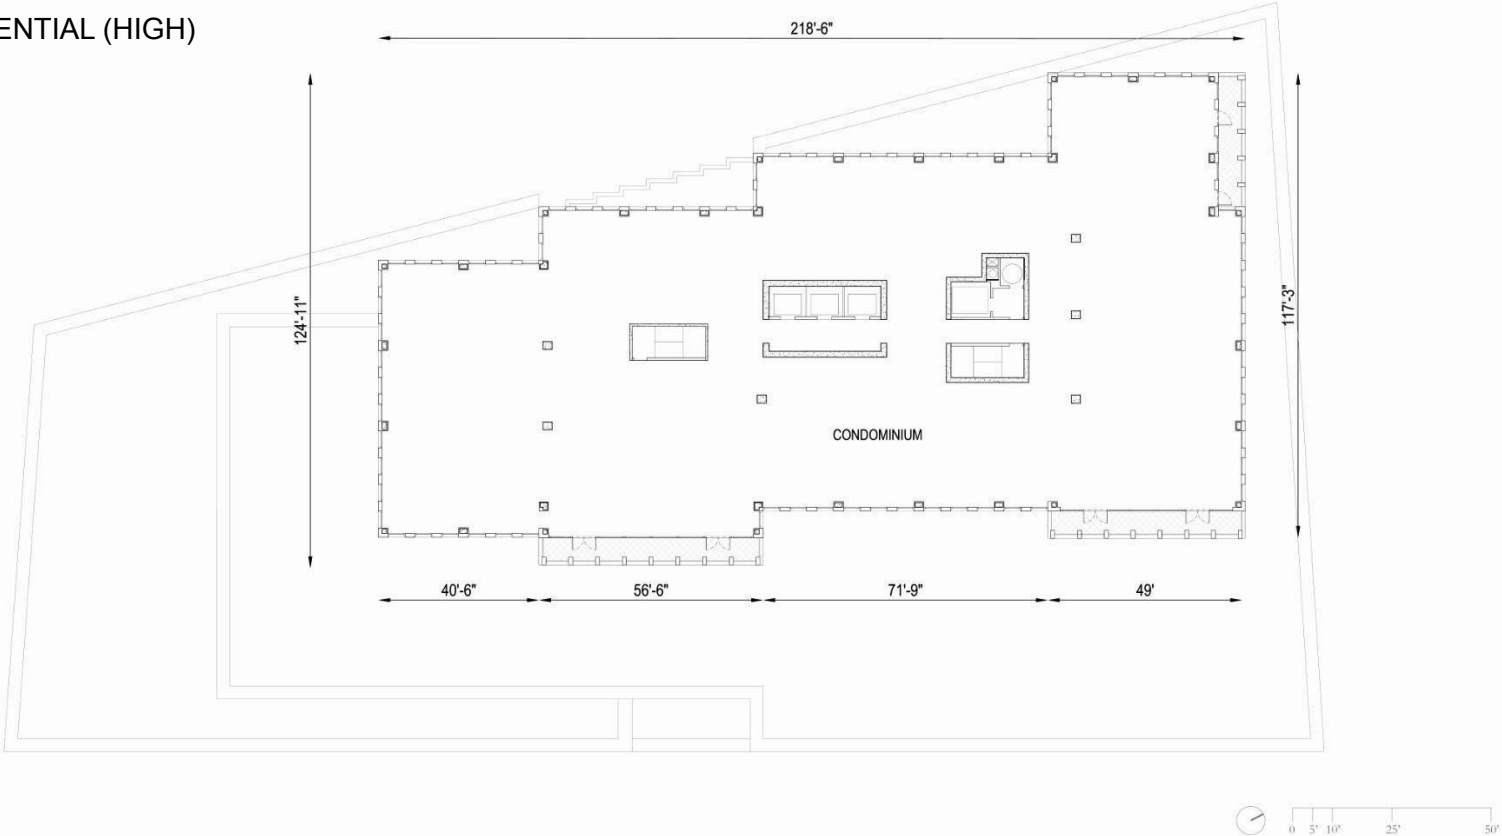 ENTIAL (HIGH)
218'-6"
124'-11"
117'-3"
CONDOMINIUM
40'-6"
56'-6"
71'-9"
49'
0 5' 10' 25' 50'